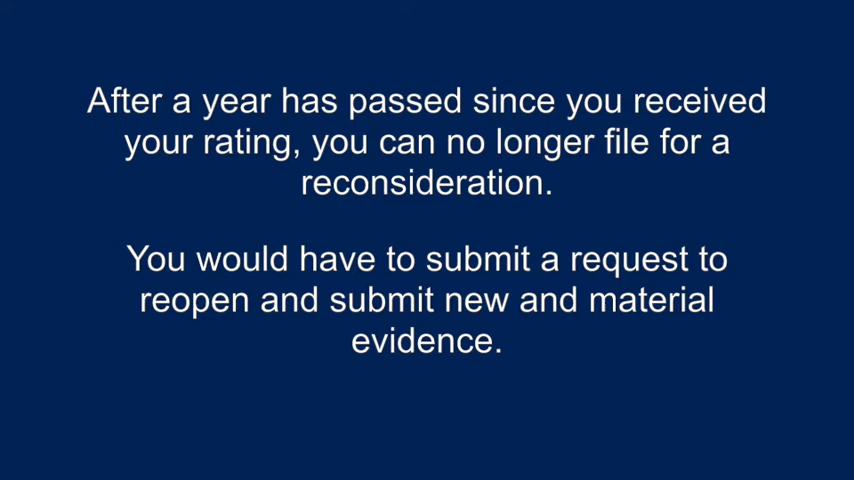 After a year has passed since you received
your rating, you can no longer file for a
reconsideration.
You would have to submit a request to
reopen and submit new and material
evidence.